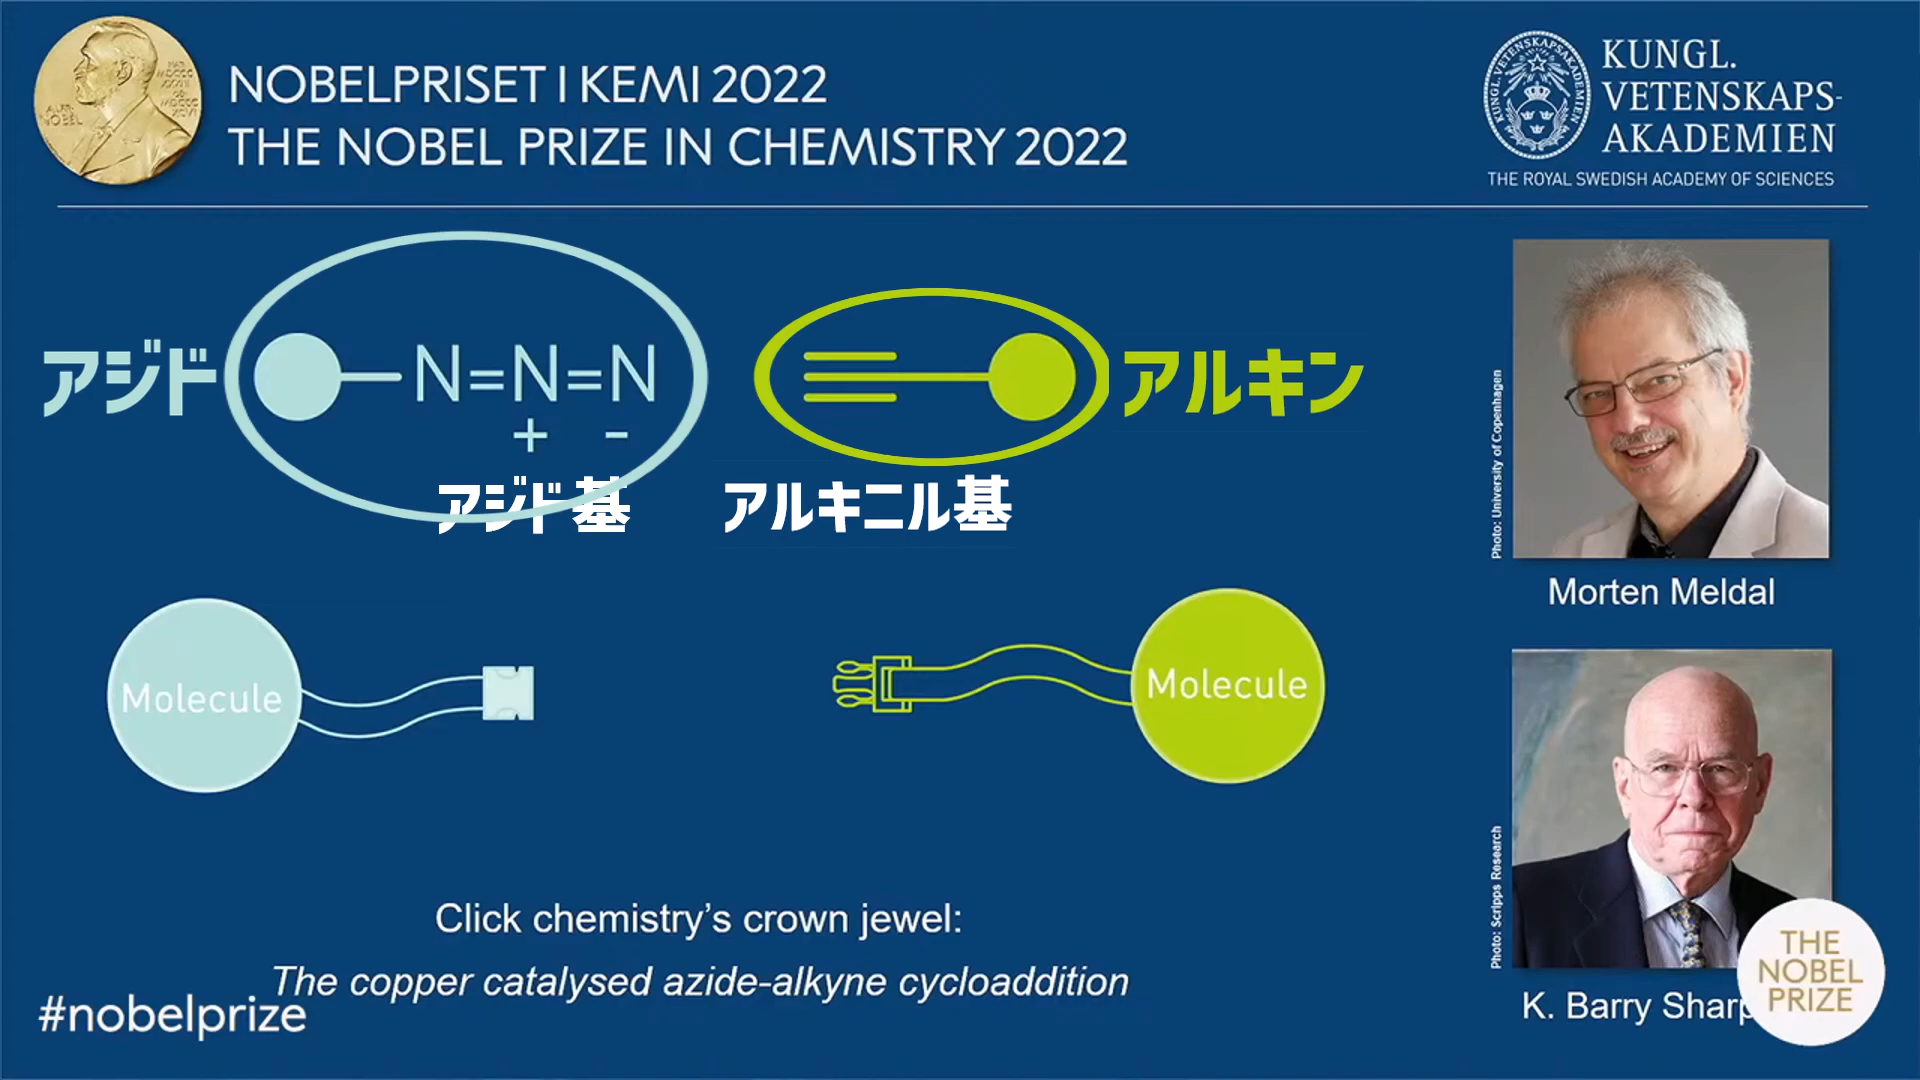 NOBELPRISET I KEMI 2022
THE NOBEL PRIZE IN CHEMISTRY 2022
KUNGL.
VETENSKAPS-
AKADEMIEN
THE ROYAL SWEDISH ACADEMY OF SCIENCES
アジド
N=N=N
+ -
アルキン
アジド基
アルキニル基
Photo: University of Copenhagen
Morten Meldal
Molecule
Molecule
Photo: Scripps Research
K. Barry Sharp
Click chemistry's crown jewel:
The copper catalysed azide-alkyne cycloaddition
#nobelprize
THE
NOBEL
PRIZE